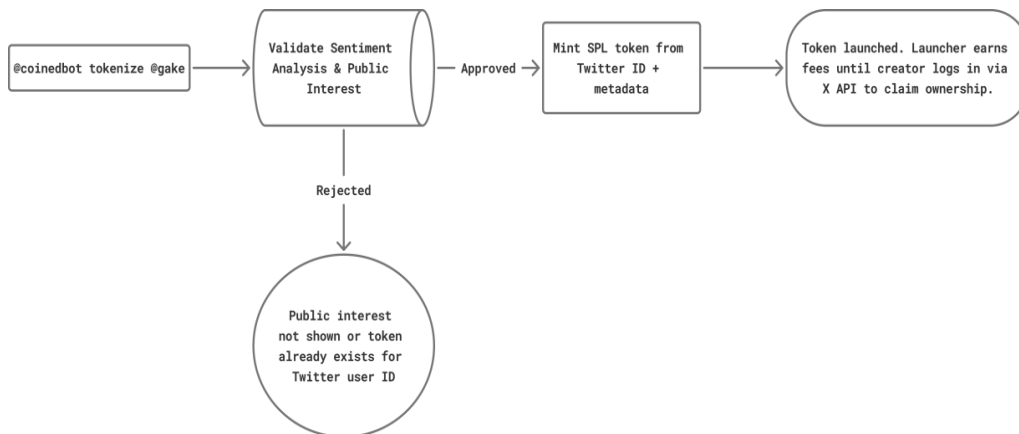 @coinedbot tokenize @gake
Validate Sentiment
Analysis & Public
Interest
Approved
Mint SPL token from
Twitter ID +
metadata
Token launched. Launcher earns
fees until creator logs in via
X API to claim ownership.
Rejected
Public interest
not shown or token
already exists for
Twitter user ID